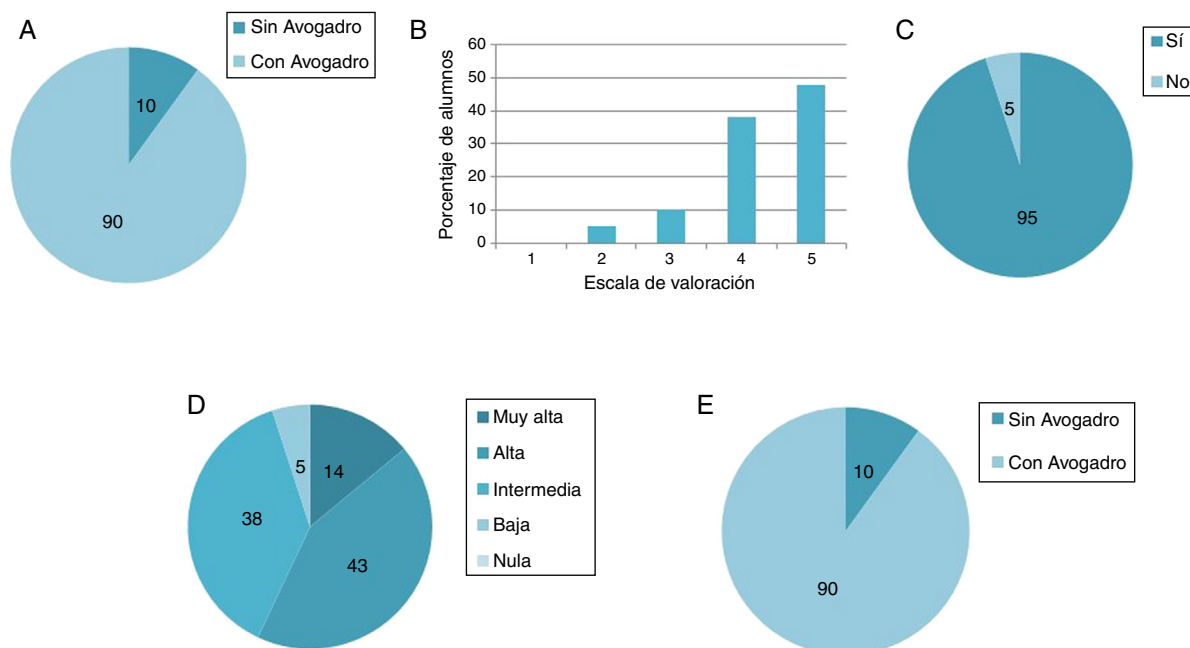 A
Sin Avogadro
Con Avogadro
10
90
B
Porcentaje de alumnos
60
50
40
30
20
10
0
1 2 3 4 5
Escala de valoración
C
Sí
No
5
95
D
Muy alta
Alta
Intermedia
Baja
Nula
5
14
38
43
E
Sin Avogadro
Con Avogadro
10
90